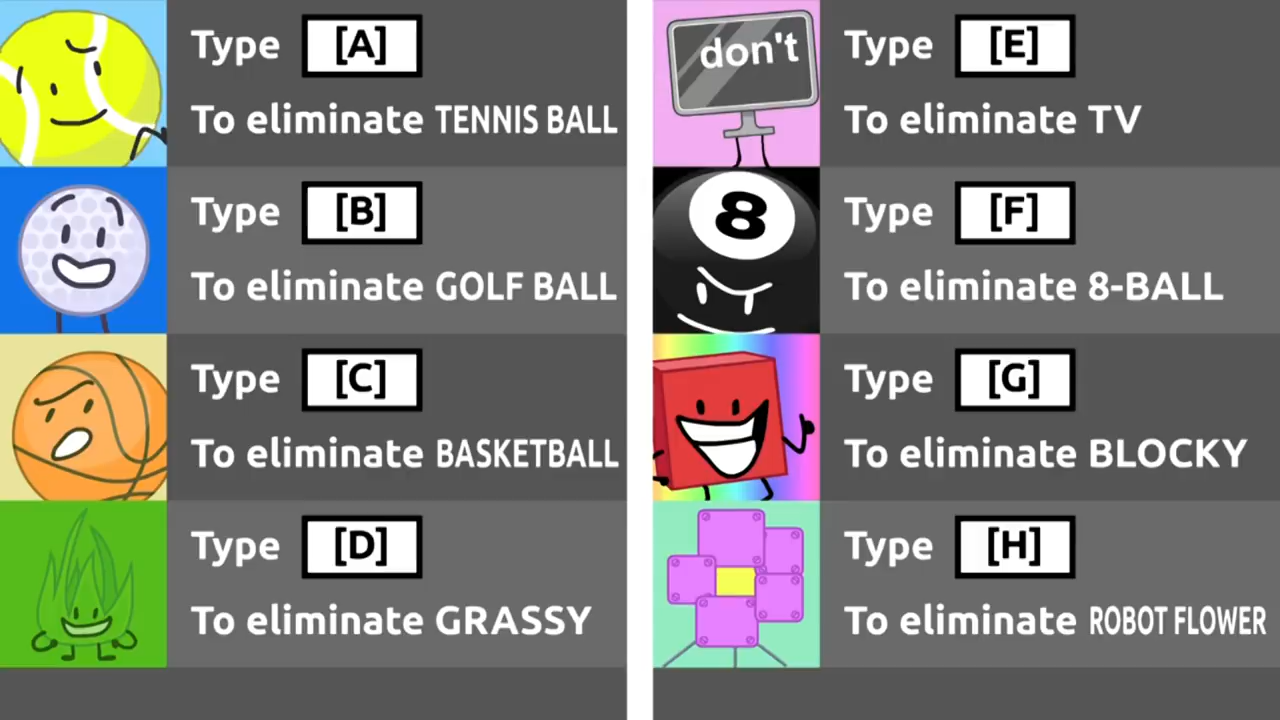 Type [A]
To eliminate TENNIS BALL
Type [B]
To eliminate GOLF BALL
Type [C]
To eliminate BASKETBALL
Type [D]
To eliminate GRASSY
don't
Type [E]
To eliminate TV
8
Type [F]
To eliminate 8-BALL
Type [G]
To eliminate BLOCKY
Type [H]
To eliminate ROBOT FLOWER